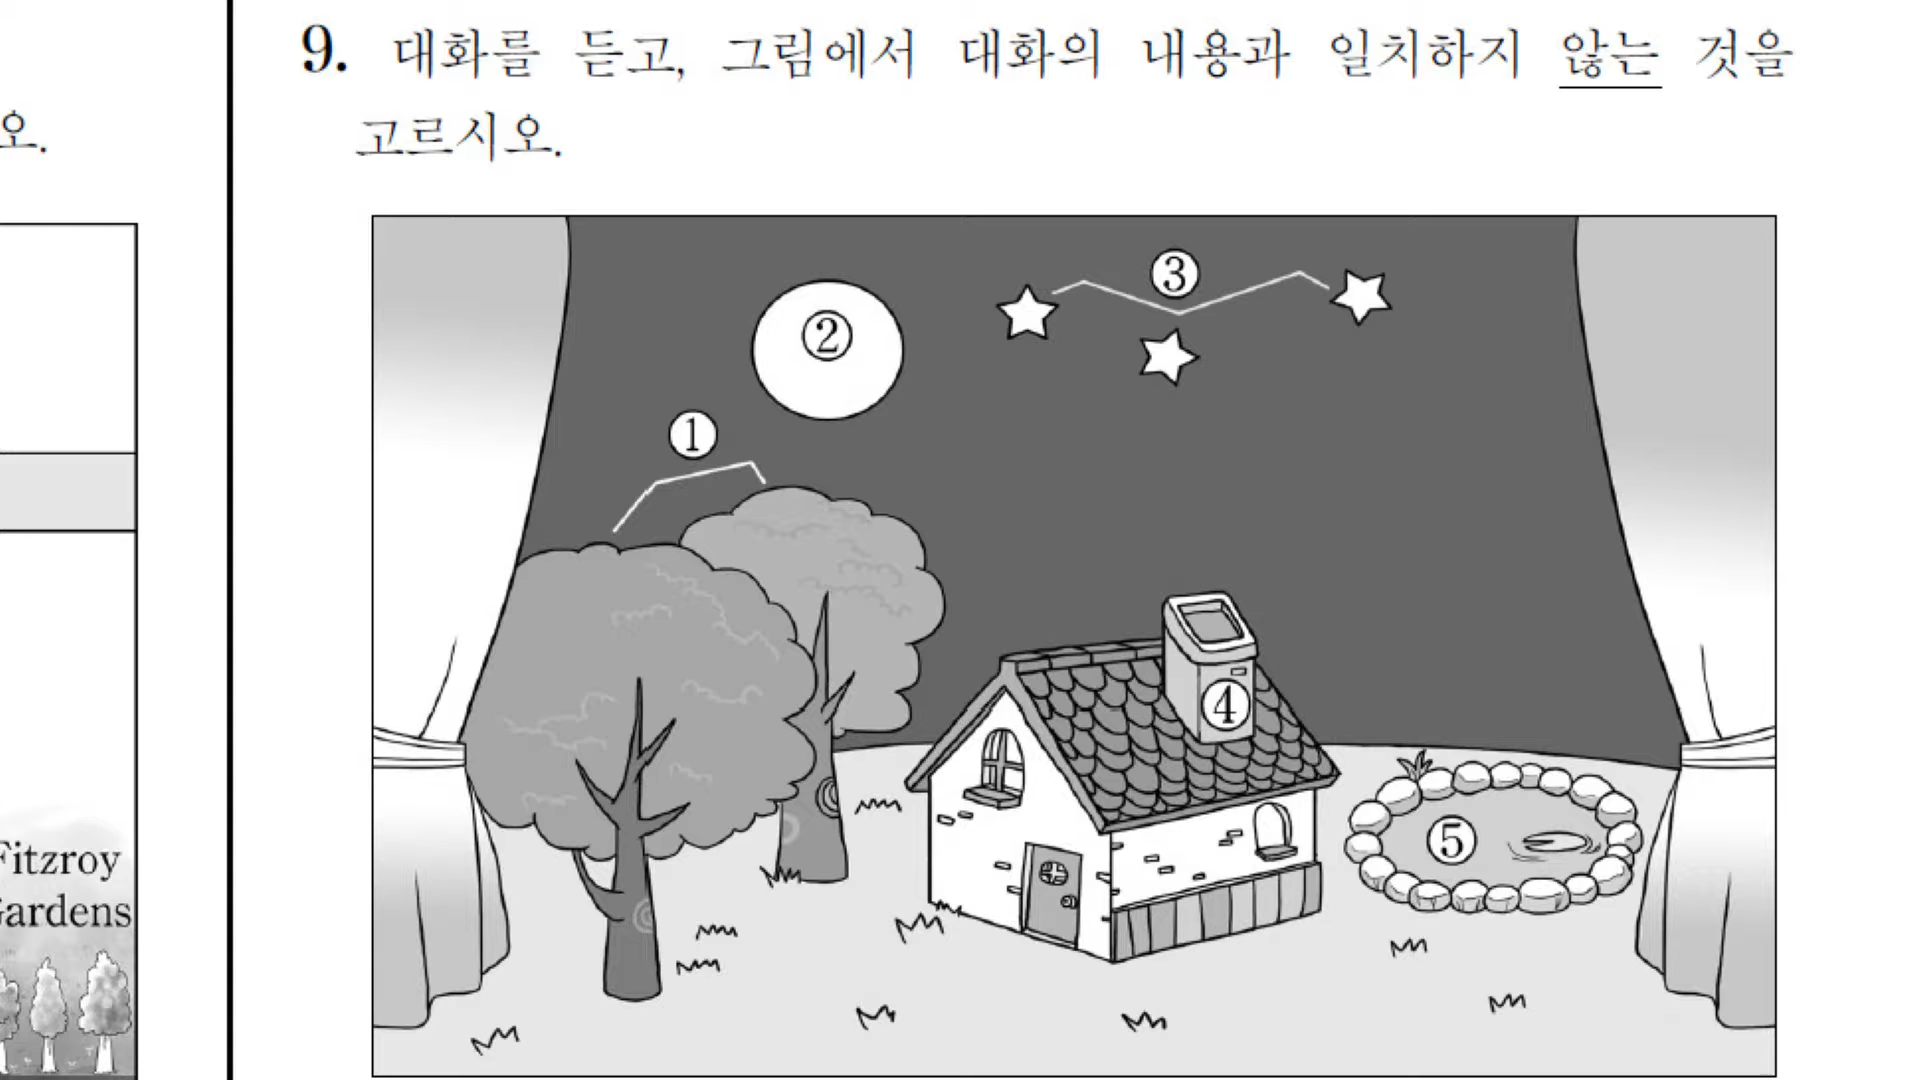 오.
Fitzroy
Gardens
9. 대화를 듣고, 그림에서 대화의 내용과 일치하지 않는 것을
고르시오.
③
②
①
④
⑤